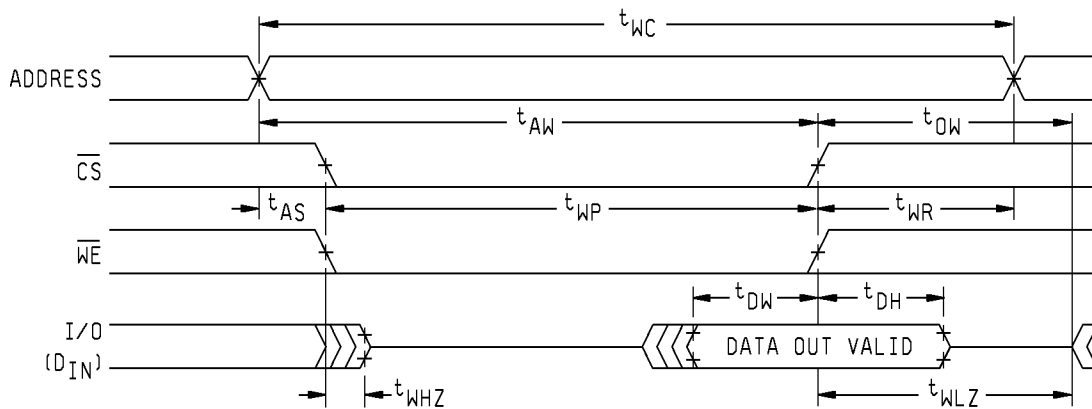 tWC
ADDRESS
tAW tOW
CS
tAS tWP tWR
WE
tDW tDH
I/O
(DIN) DATA OUT VALID
tWHZ tWLZ